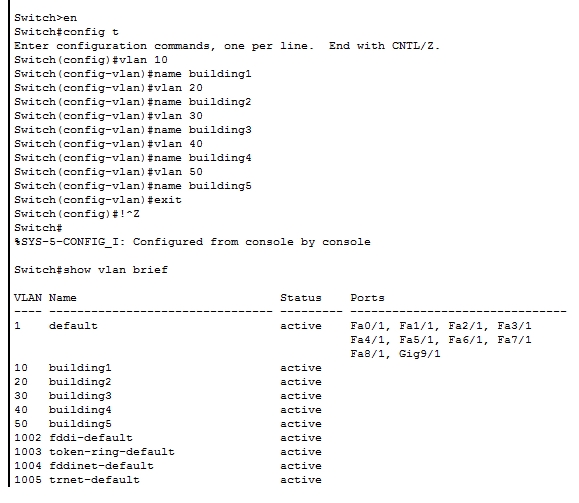 Switch>en
Switch#config t
Enter configuration commands, one per line.  End with CNTL/Z.
Switch(config)#vlan 10
Switch(config-vlan)#name building1
Switch(config-vlan)#vlan 20
Switch(config-vlan)#name building2
Switch(config-vlan)#vlan 30
Switch(config-vlan)#name building3
Switch(config-vlan)#vlan 40
Switch(config-vlan)#name building4
Switch(config-vlan)#vlan 50
Switch(config-vlan)#name building5
Switch(config-vlan)#exit
Switch(config)#!^Z
Switch#
%SYS-5-CONFIG_I: Configured from console by console
Switch#show vlan brief
VLAN Name                             Status    Ports
---- -------------------------------- --------- -------------------------------
1    default                          active    Fa0/1, Fa1/1, Fa2/1, Fa3/1
                                                Fa4/1, Fa5/1, Fa6/1, Fa7/1
                                                Fa8/1, Gig9/1
10   building1                        active
20   building2                        active
30   building3                        active
40   building4                        active
50   building5                        active
1002 fddi-default                     active
1003 token-ring-default               active
1004 fddinet-default                  active
1005 trnet-default                    active